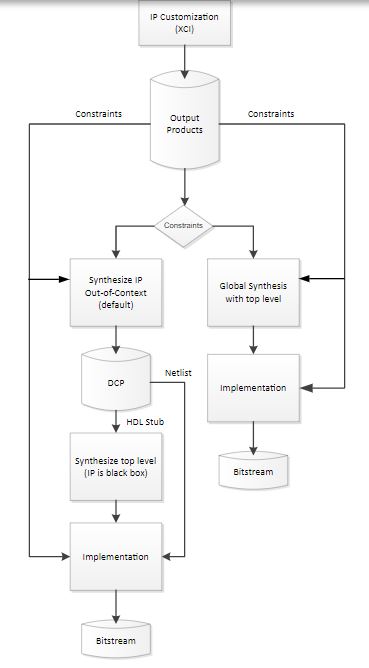 IP Customization
(XCI)
Constraints
Constraints
Output
Products
Constraints
Synthesize IP
Out-of-Context
(default)
Global Synthesis
with top level
DCP
Netlist
Implementation
HDL Stub
Synthesize top level
(IP is black box)
Bitstream
Implementation
Bitstream